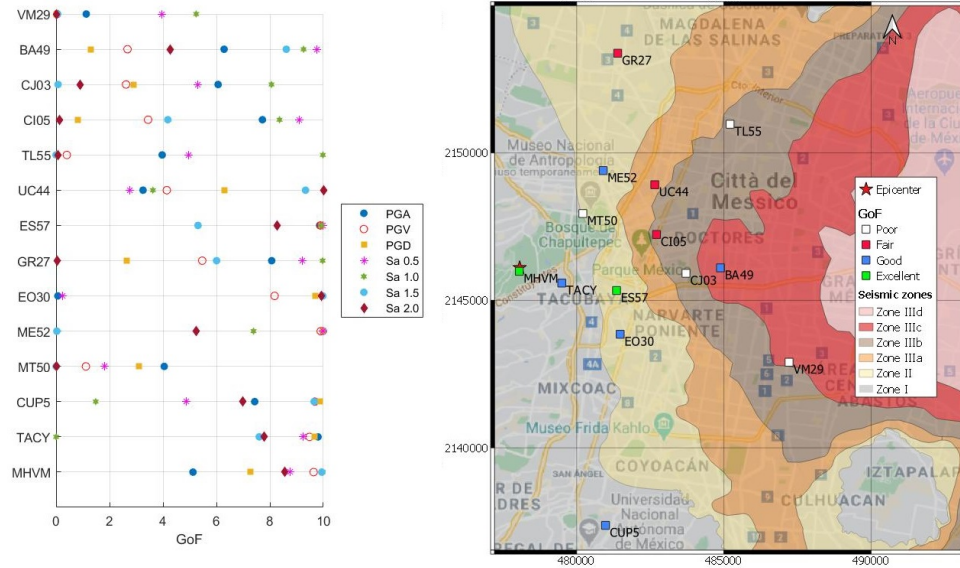 VM29
BA49
CJ03
CI05
TL55
UC44
ES57
GR27
EO30
ME52
MT50
CUP5
TACY
MHVM
0 2 4 6 8 10
GoF
PGA
PGV
PGD
Sa 0.5
Sa 1.0
Sa 1.5
Sa 2.0
MAGDALENA
DE LAS SALINAS
GR27
N
TL55
Museo Nacional
de Antropología
ME52
UC44
Città del
Messico
MT50
Bosque de
Chapultepec
CI05
DOCTORES
Parque México
CJ03
BA49
MHVM
TACY
TACUBAYA
ES57
NARVARTE
PONIENTE
EO30
VM29
MIXCOAC
Museo Frida Kahlo
COYOACÁN
SAN ÁNGEL
IZTAPALAP
CULHUACAN
Universidad
Nacional
Autónoma
de México
CUP5
Epicenter
GoF
Poor
Fair
Good
Excellent
Seismic zones
Zone IIId
Zone IIIc
Zone IIIb
Zone IIIa
Zone II
Zone I
ABASTOS
2150000
2145000
2140000
480000 485000 490000